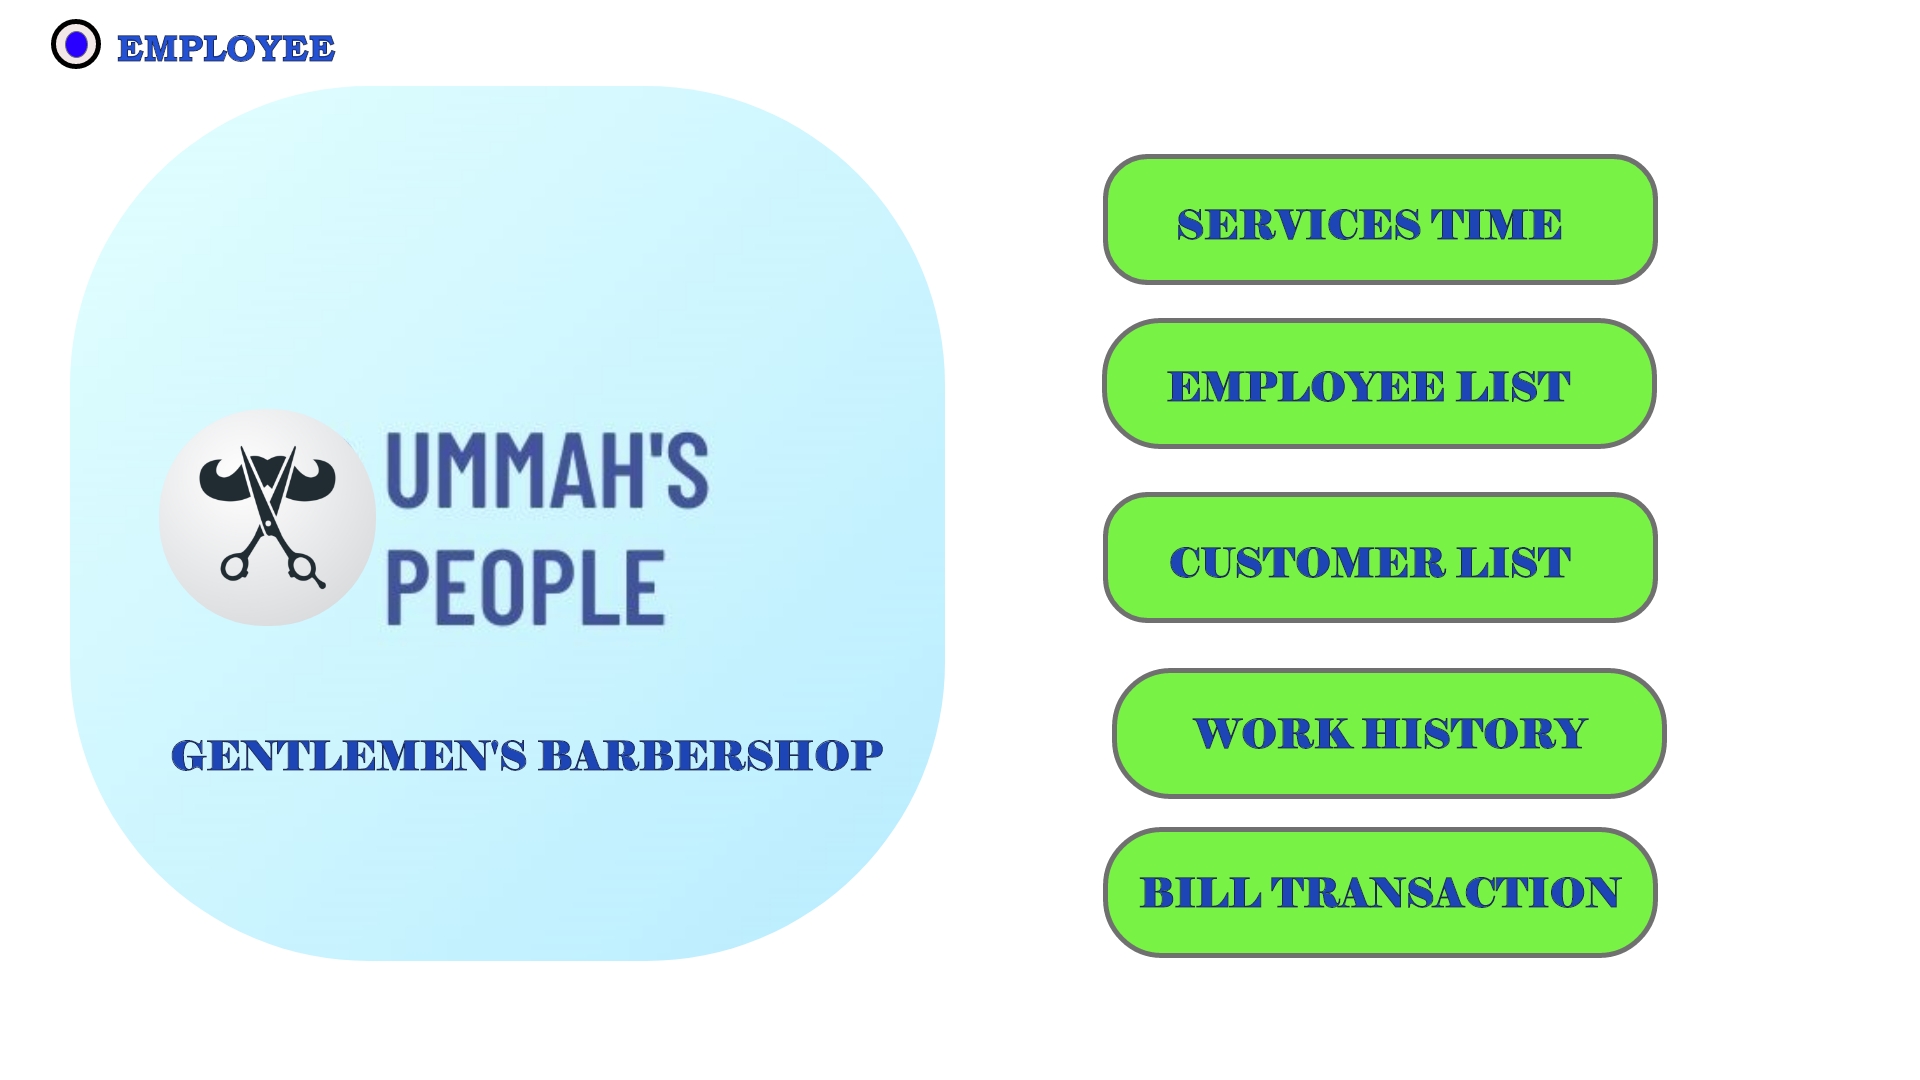 EMPLOYEE
UMMAH'S
PEOPLE
GENTLEMEN'S BARBERSHOP
SERVICES TIME
EMPLOYEE LIST
CUSTOMER LIST
WORK HISTORY
BILL TRANSACTION